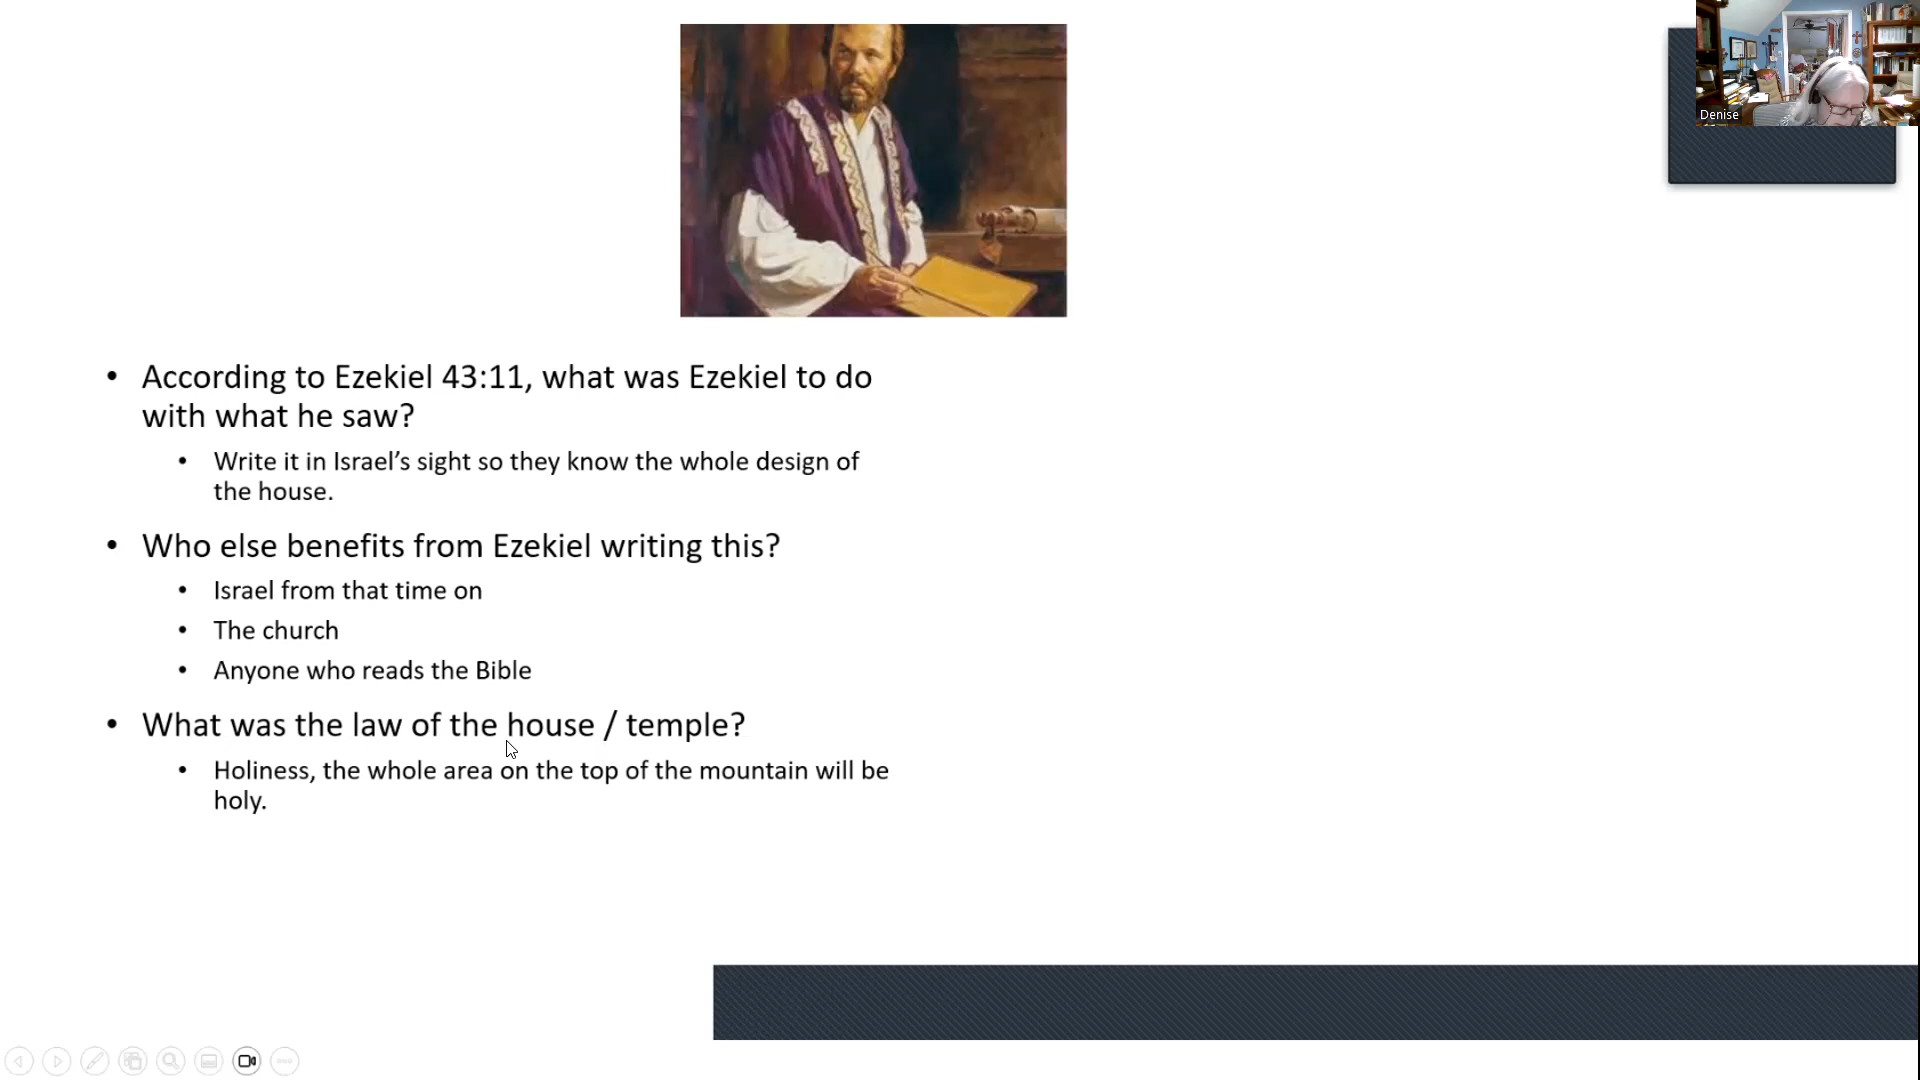 Denise
• According to Ezekiel 43:11, what was Ezekiel to do
with what he saw?
• Write it in Israel’s sight so they know the whole design of
the house.
• Who else benefits from Ezekiel writing this?
• Israel from that time on
• The church
• Anyone who reads the Bible
• What was the law of the house / temple?
• Holiness, the whole area on the top of the mountain will be
holy.